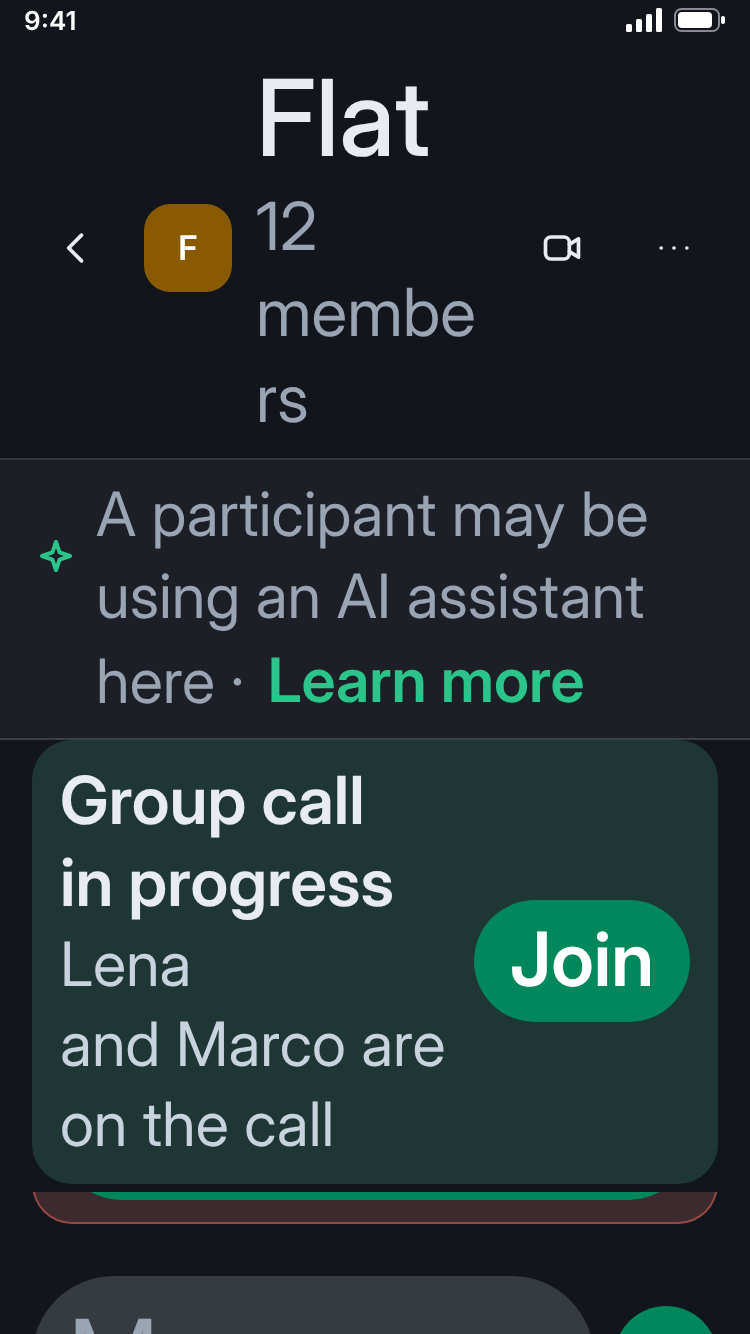 9:41
Flat
F
12
membe
rs
A participant may be
using an AI assistant
here · Learn more
Group call
in progress
Lena
and Marco are
on the call
Join